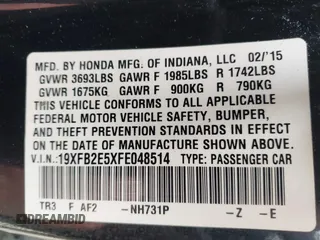 MFD. BY HONDA MFG. OF INDIANA, LLC 02/'15
GVWR 3693LBS GAWR F 1985LBS R 1742LBS
GVWR 1675KG GAWR F 900KG R 790KG
THIS VEHICLE CONFORMS TO ALL APPLICABLE
FEDERAL MOTOR VEHICLE SAFETY, BUMPER,
AND THEFT PREVENTION STANDARDS IN EFFECT
ON THE DATE OF MANUFACTURE SHOWN ABOVE.
V.I.N.:19XFB2E5XFE048514 TYPE: PASSENGER CAR
TR3 F AF2 -NH731P -Z -E
DREAMBID